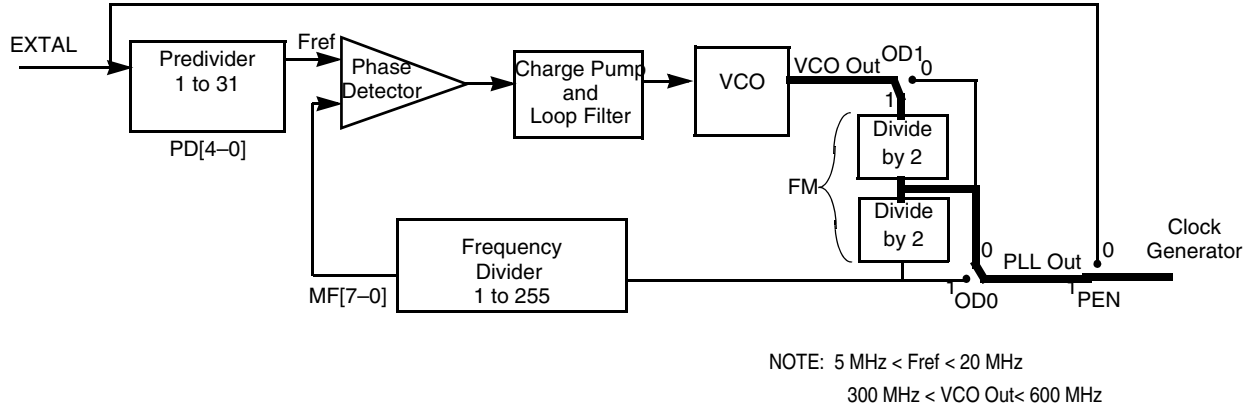 EXTAL
Predivider
1 to 31
PD[4–0]
Fref
Phase
Detector
Charge Pump
and
Loop Filter
VCO
VCO Out
OD1
0
1
Divide
by 2
FM
Divide
by 2
Frequency
Divider
1 to 255
MF[7–0]
0
1
OD0
PLL Out
0
1
PEN
Clock
Generator
NOTE: 5 MHz < Fref < 20 MHz
300 MHz < VCO Out< 600 MHz